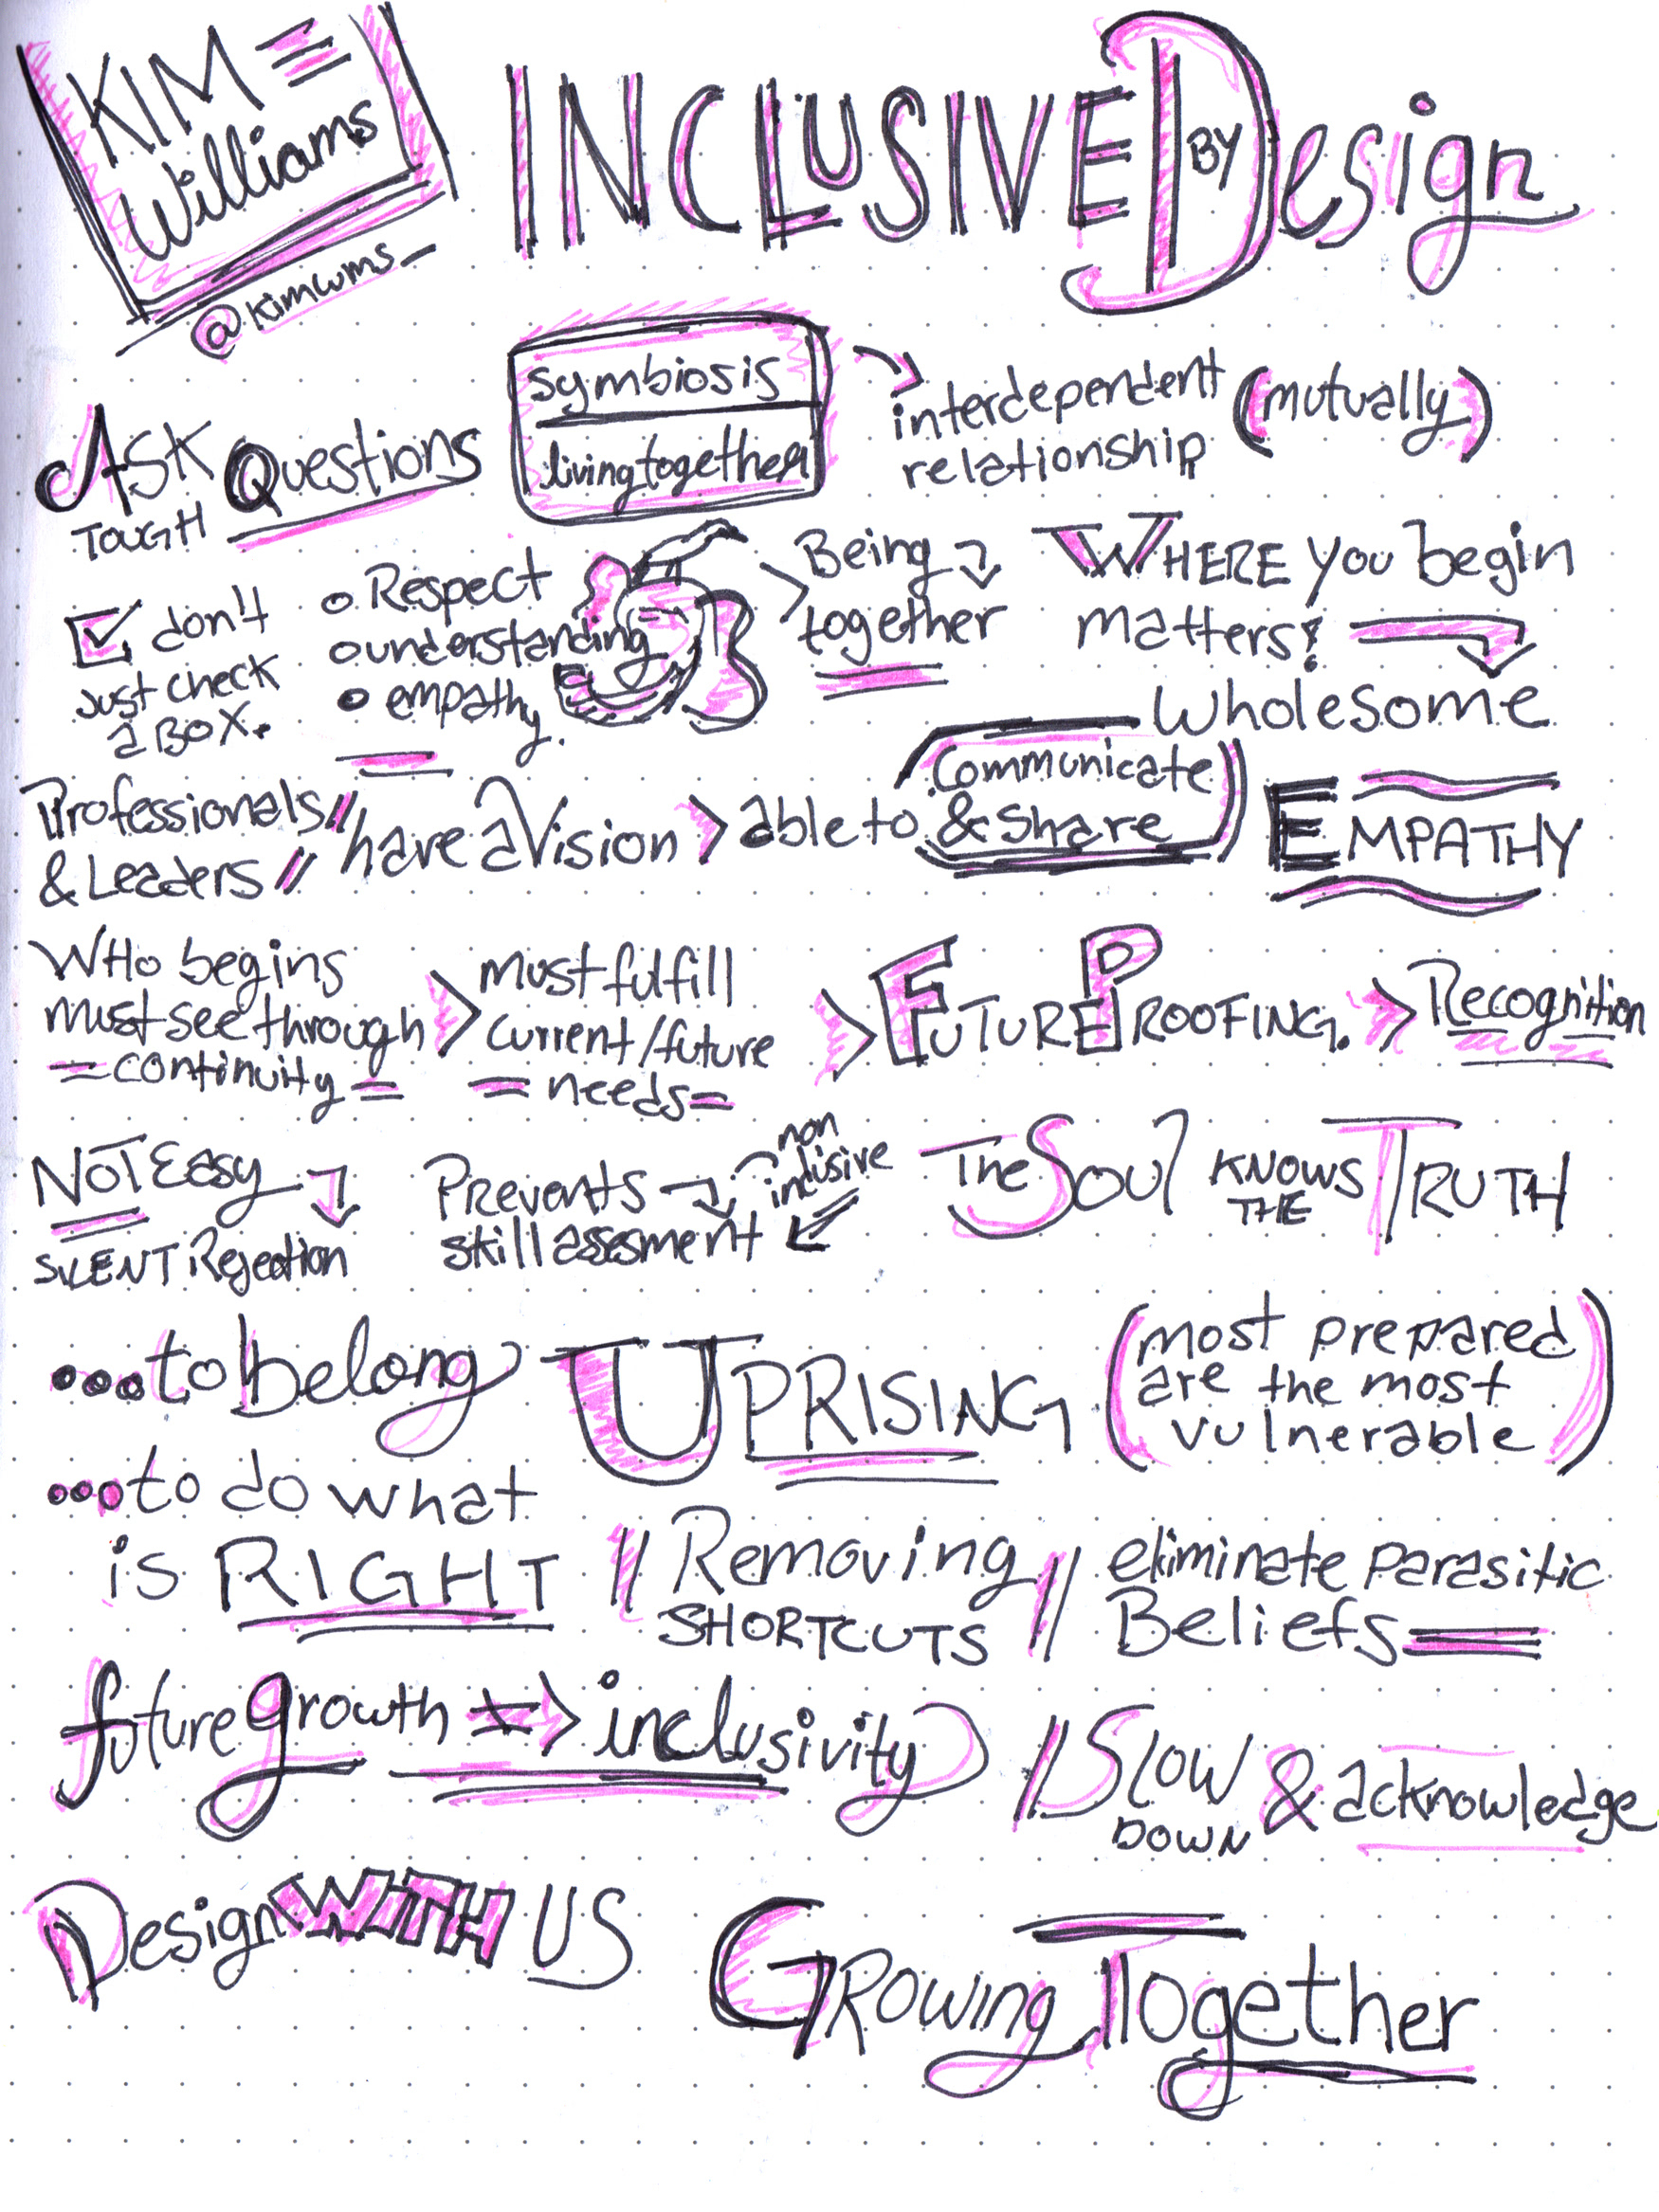 KIM
Williams
@kimwms_
INCLUSIVE BY Design
symbiosis
living together
interdependent (mutually)
relationship
ASK Questions
TOUGH
don't
just check
a BOX.
Respect
understanding
empathy.
Being
together
WHERE you begin
matters!
wholesome
Professionals
& Leaders
have a Vision
able to
Communicate
& Share
EMPATHY
WHo begins
must see through
= continuity =
must fulfill
current/future
= needs =
FUTURE PROOFING.
Recognition
NOT Easy
SILENT Rejection
Prevents
skill assesment
non
inclusive
The Soul KNOWS THE TRUTH
...to belong
UPRISING
(most prepared
are the most
vulnerable)
...to do what
is RIGHT
// Removing
SHORTCUTS //
eliminate parasitic
Beliefs
future growth => inclusivity
// Slow
DOWN
& acknowledge
Design WITH US
Growing Together